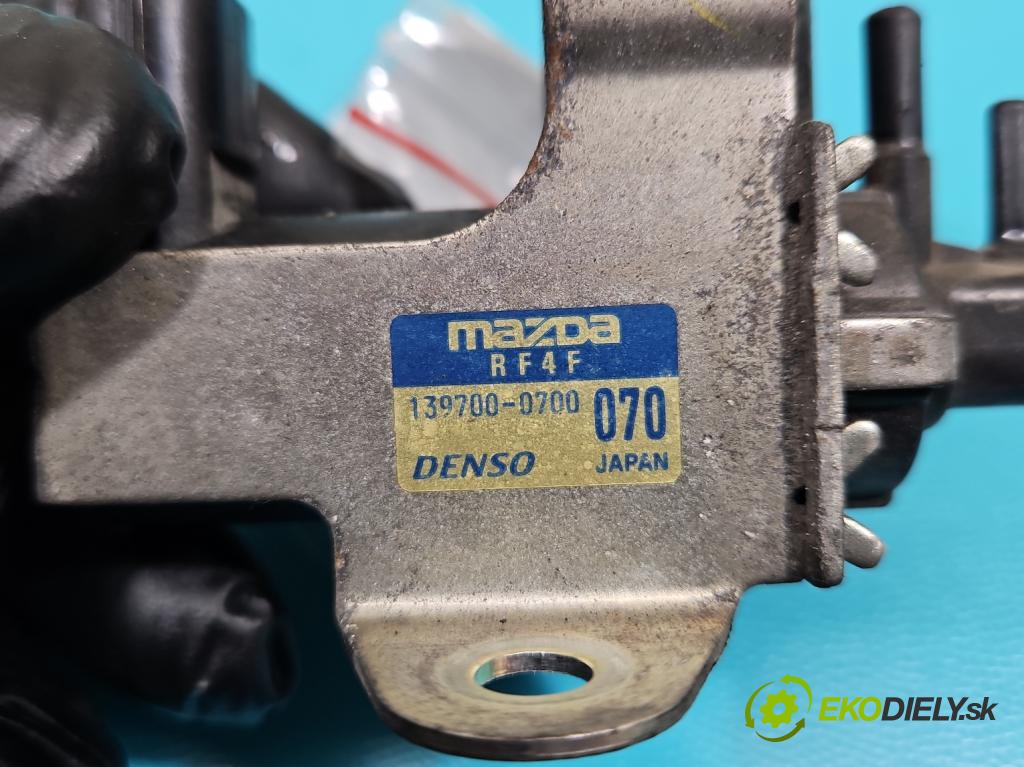 mazda
RF4F
139700-0700 070
DENSO JAPAN
EKODIELY.sk